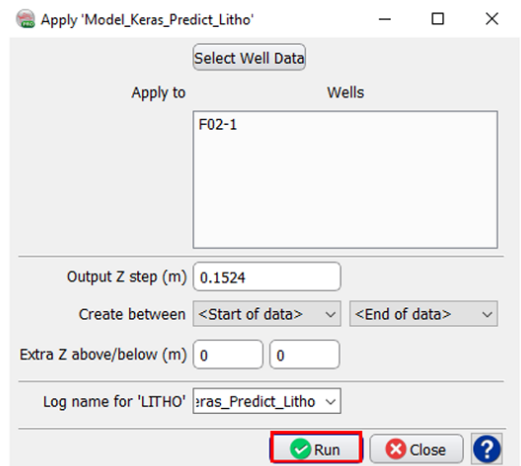 Apply 'Model_Keras_Predict_Litho'
Select Well Data
Apply to Wells
F02-1
Output Z step (m) 0.1524
Create between <Start of data> <End of data>
Extra Z above/below (m) 0 0
Log name for 'LITHO' eras_Predict_Litho
Run Close ?